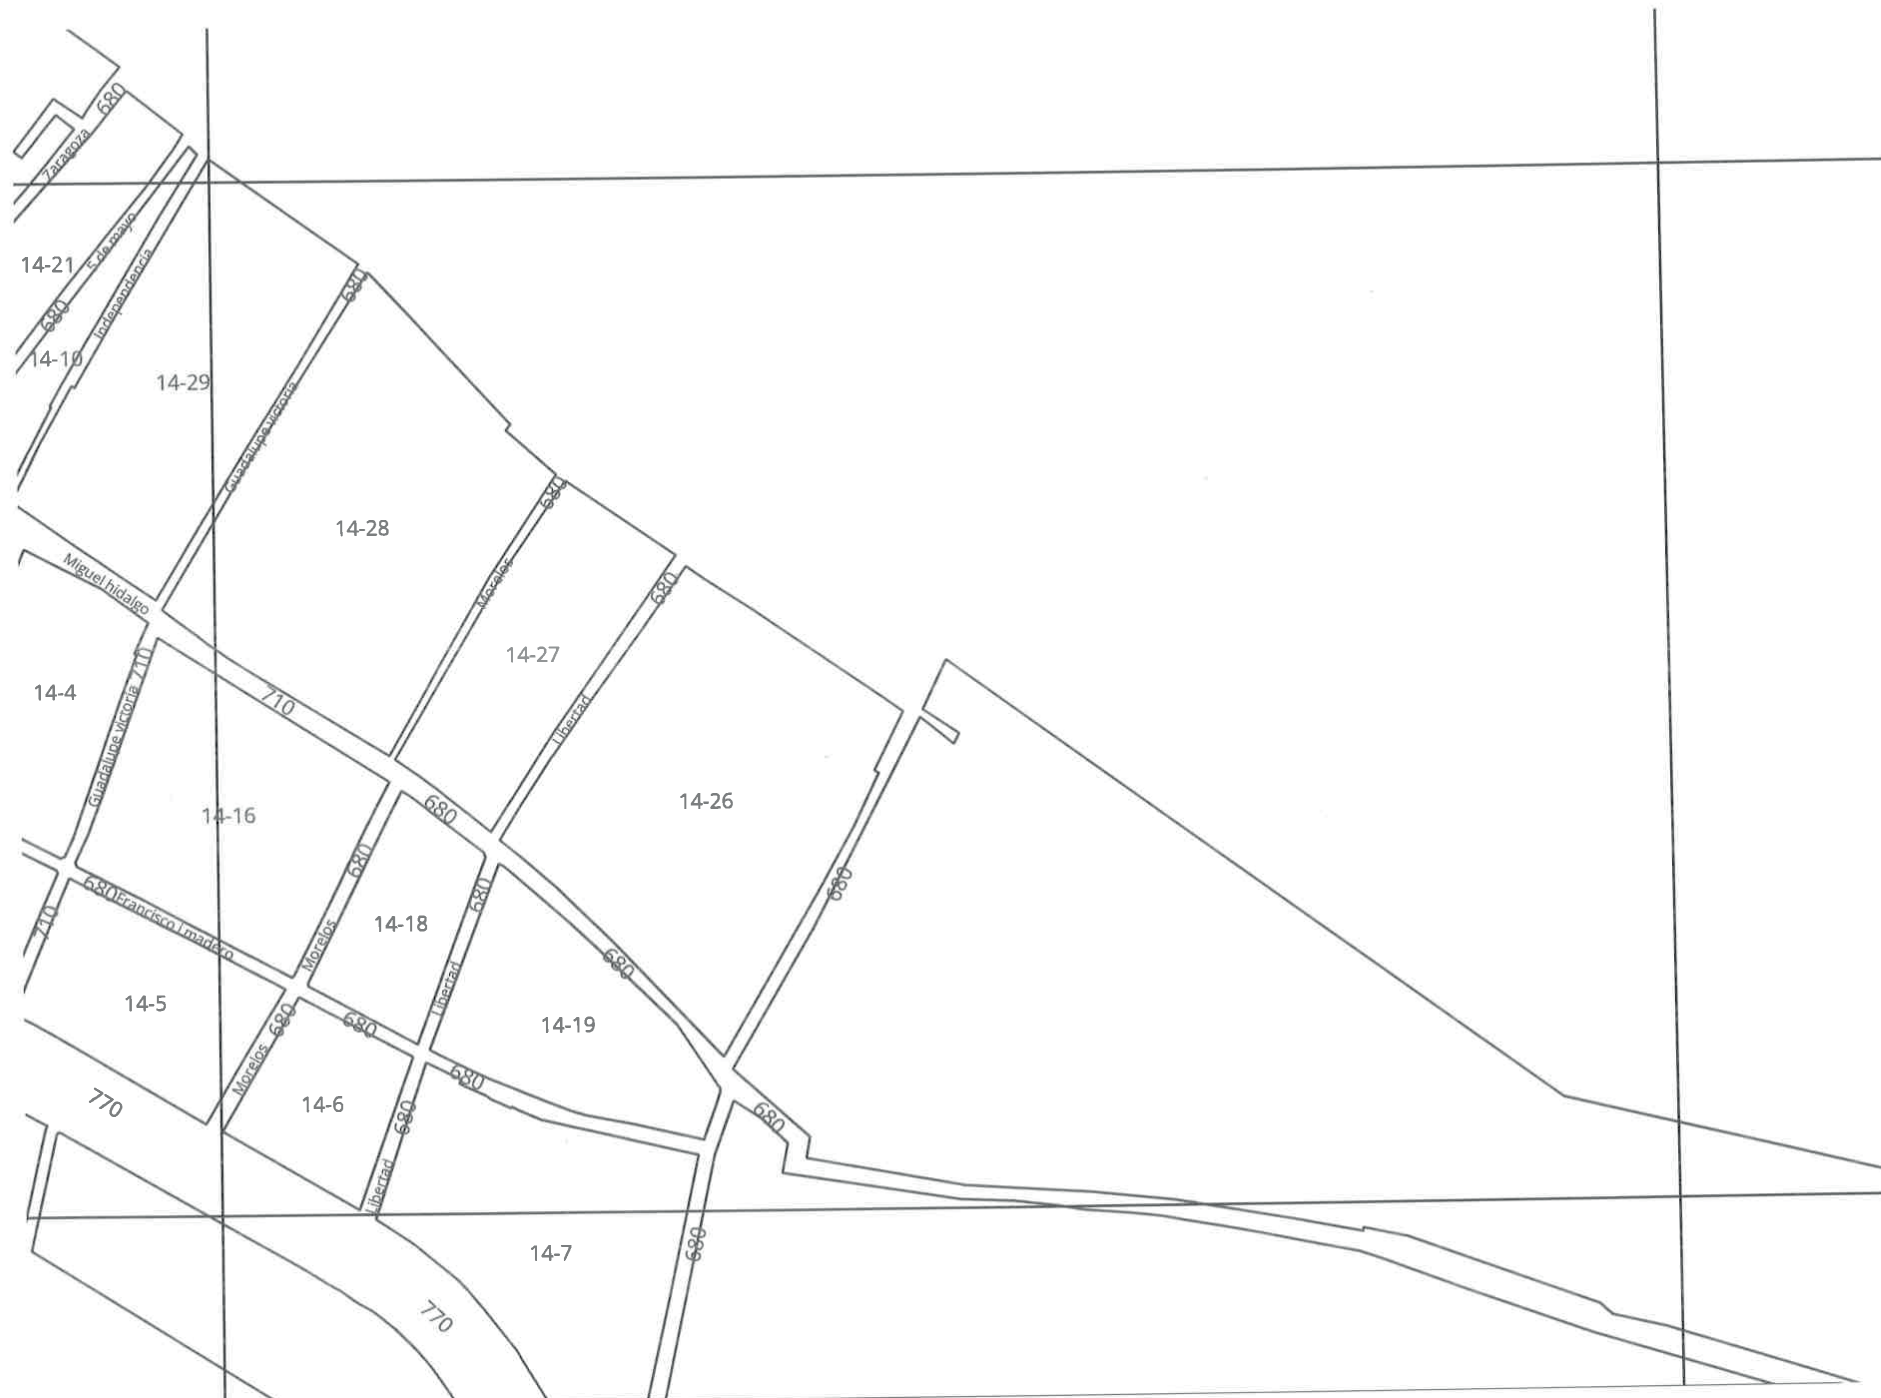 680
Zaragoza
5 de mayo
14-21
Independencia
680
680
14-10
14-29
Guadalupe victoria
680
14-28
Morelos
Miguel hidalgo
680
710
14-27
14-4
710
Libertad
Guadalupe victoria
14-26
680
14-16
680
680
680
680
710
Francisco I madero
14-18
Morelos
680
Libertad
14-5
680
680
14-19
Morelos
680
770
14-6
680
680
Libertad
680
14-7
770